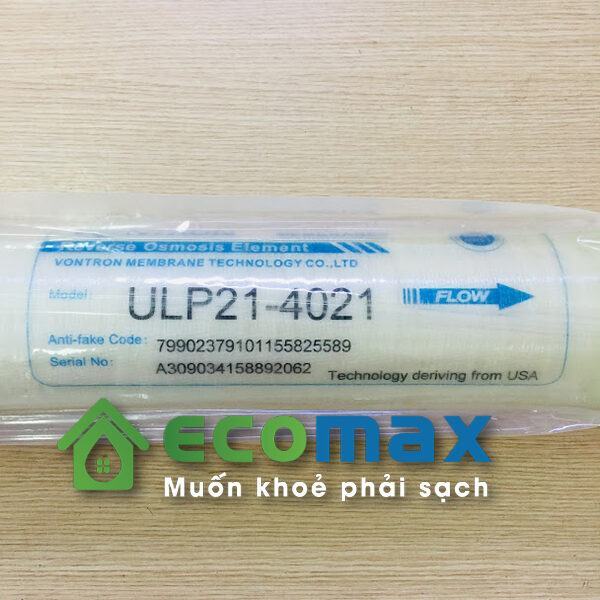 Reverse Osmosis Element
VONTRON MEMBRANE TECHNOLOGY CO.,LTD
Model: ULP21-4021 FLOW
Anti-fake Code: 79902379101155825589
Serial No: A309034158892062
Technology deriving from USA
ecomax
Muốn khoẻ phải sạch